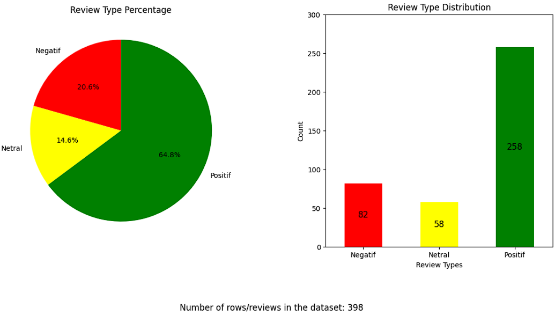 Review Type Percentage
Negatif
20.6%
Netral
14.6%
64.8%
Positif
Review Type Distribution
300
250
200
150
100
50
0
Count
82
58
258
Negatif
Netral
Positif
Review Types
Number of rows/reviews in the dataset: 398